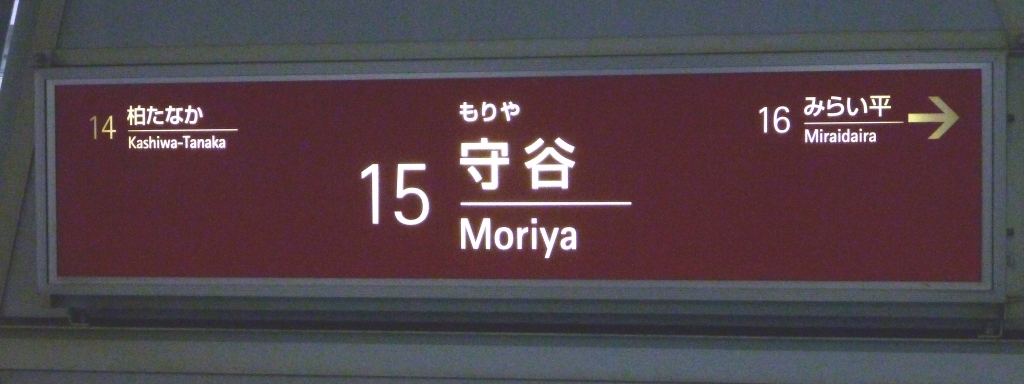 14 柏たなか
Kashiwa-Tanaka
もりや
15 守谷
Moriya
16 みらい平
Miraidaira